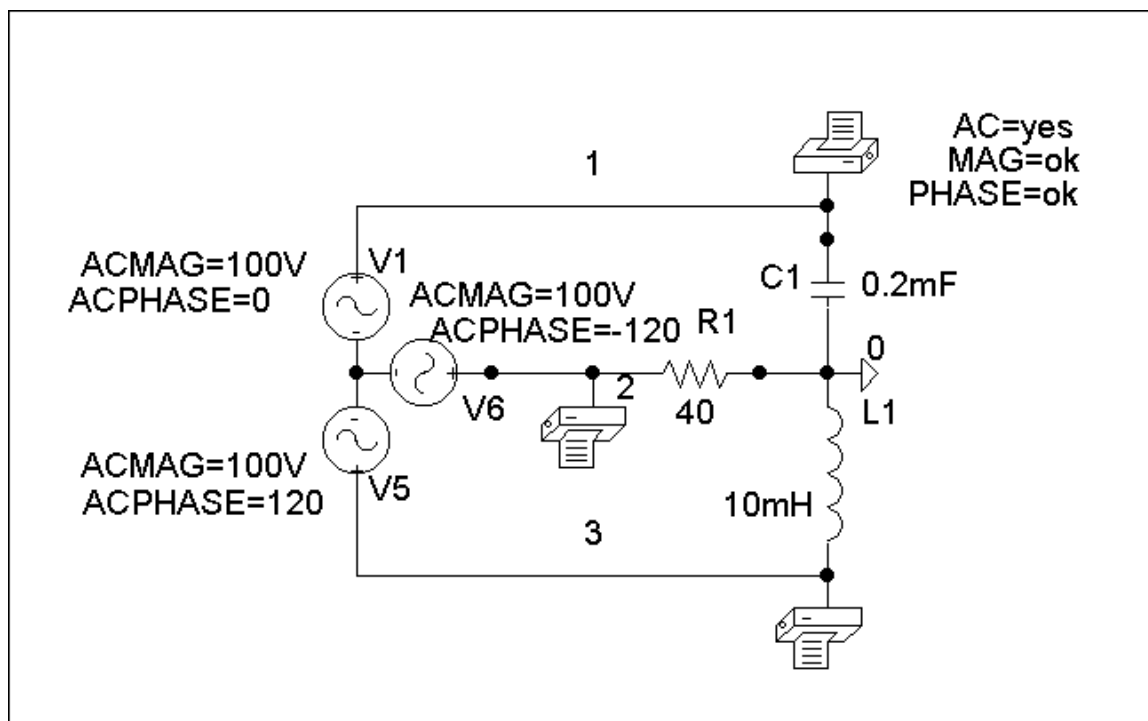 AC=yes
MAG=ok
PHASE=ok
1
V1
ACMAG=100V
ACPHASE=0
ACMAG=100V
ACPHASE=-120
C1
0.2mF
R1
0
2
V6
40
L1
ACMAG=100V
ACPHASE=120
V5
10mH
3